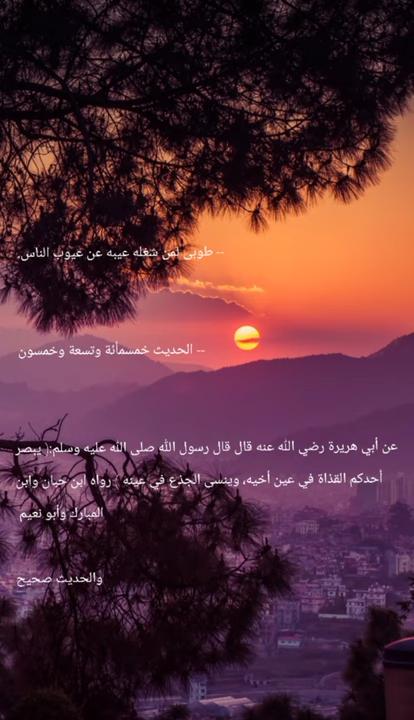 -- طوبى لمن شغله عيبه عن عيوب الناس.
-- الحديث خمسمائة وتسعة وخمسون
عن أبي هريرة رضي الله عنه قال قال رسول الله صلى الله عليه وسلم:( يبصر
أحدكم القذاة في عين أخيه، وينسى الجذع في عينه ) رواه ابن حبان وابن
المبارك وأبو نعيم
والحديث صحيح